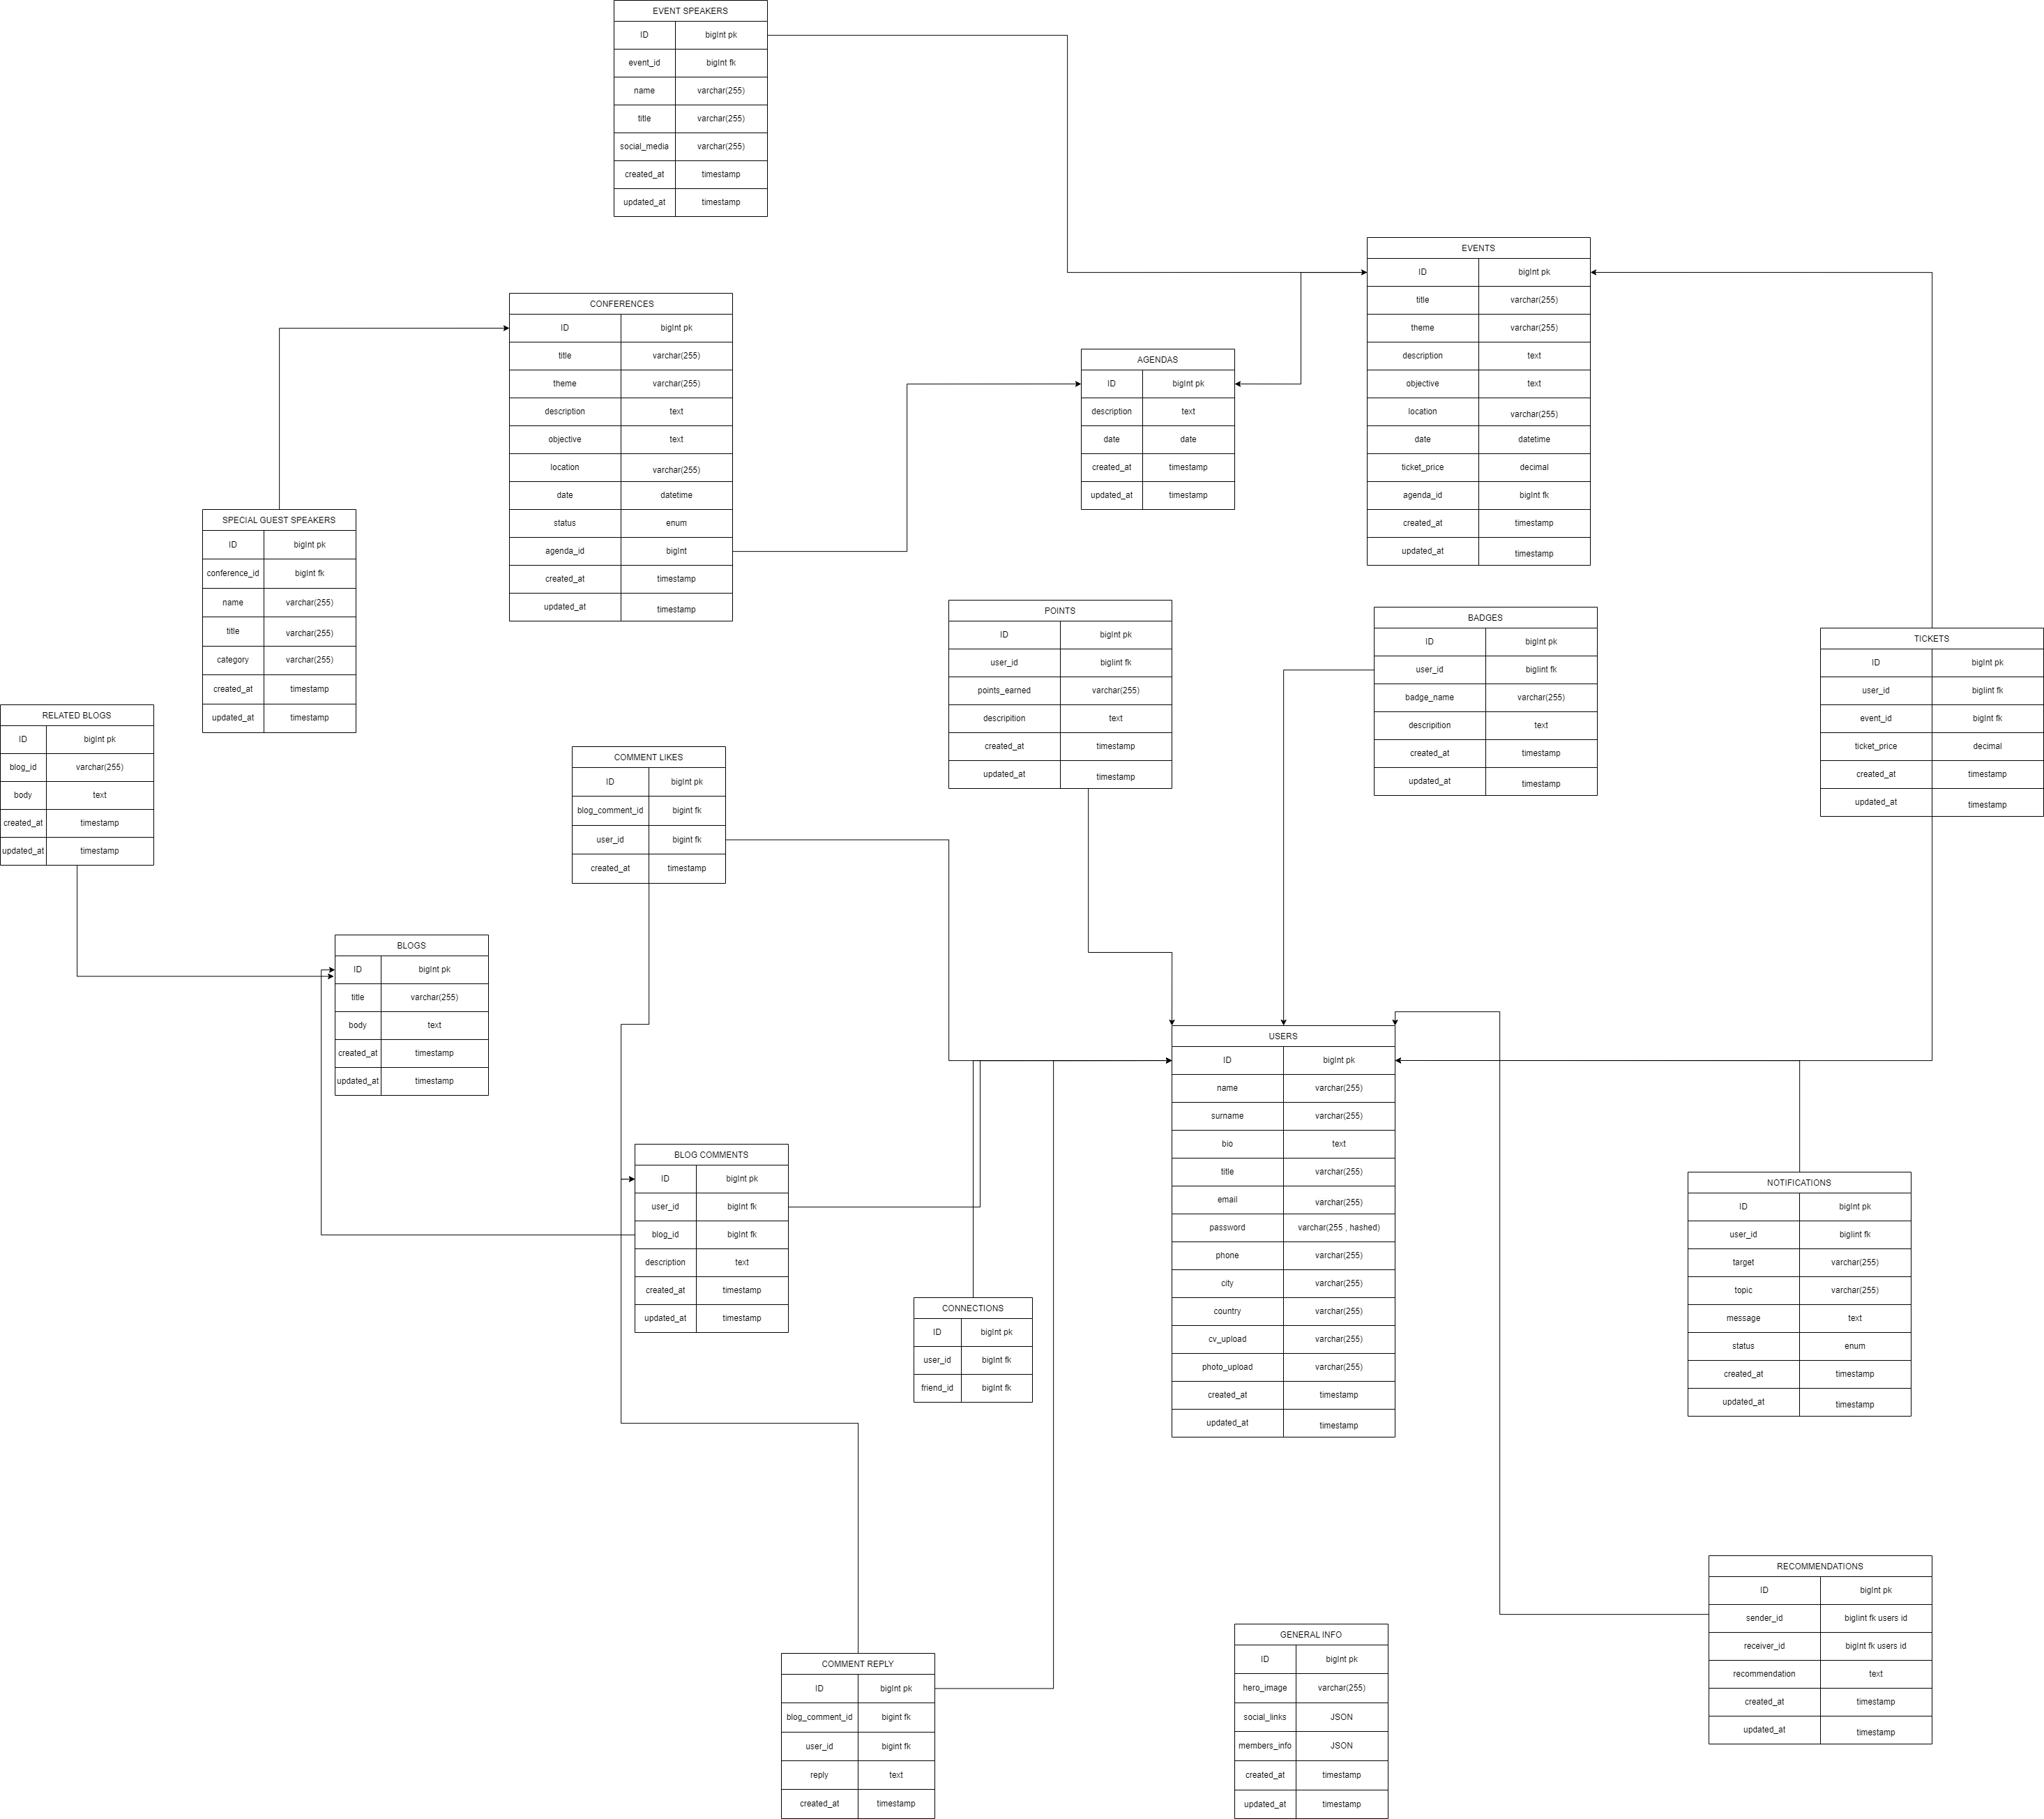 EVENT SPEAKERS
ID bigInt pk
event_id bigInt fk
name varchar(255)
title varchar(255)
social_media varchar(255)
created_at timestamp
updated_at timestamp
EVENTS
ID bigInt pk
title varchar(255)
theme varchar(255)
description text
objective text
location varchar(255)
date datetime
ticket_price decimal
agenda_id bigInt fk
created_at timestamp
updated_at timestamp
CONFERENCES
ID bigInt pk
title varchar(255)
theme varchar(255)
description text
objective text
location varchar(255)
date datetime
status enum
agenda_id bigInt
created_at timestamp
updated_at timestamp
AGENDAS
ID bigInt pk
description text
date date
created_at timestamp
updated_at timestamp
SPECIAL GUEST SPEAKERS
ID bigInt pk
conference_id bigInt fk
name varchar(255)
title varchar(255)
category varchar(255)
created_at timestamp
updated_at timestamp
POINTS
ID bigInt pk
user_id bigIint fk
points_earned varchar(255)
descripition text
created_at timestamp
updated_at timestamp
BADGES
ID bigInt pk
user_id bigIint fk
badge_name varchar(255)
descripition text
created_at timestamp
updated_at timestamp
TICKETS
ID bigInt pk
user_id bigIint fk
event_id bigInt fk
ticket_price decimal
created_at timestamp
updated_at timestamp
RELATED BLOGS
ID bigInt pk
blog_id varchar(255)
body text
created_at timestamp
updated_at timestamp
COMMENT LIKES
ID bigInt pk
blog_comment_id bigint fk
user_id bigint fk
created_at timestamp
BLOGS
ID bigInt pk
title varchar(255)
body text
created_at timestamp
updated_at timestamp
USERS
ID bigInt pk
name varchar(255)
surname varchar(255)
bio text
title varchar(255)
email varchar(255)
password varchar(255 , hashed)
phone varchar(255)
city varchar(255)
country varchar(255)
cv_upload varchar(255)
photo_upload varchar(255)
created_at timestamp
updated_at timestamp
BLOG COMMENTS
ID bigInt pk
user_id bigInt fk
blog_id bigInt fk
description text
created_at timestamp
updated_at timestamp
NOTIFICATIONS
ID bigInt pk
user_id bigIint fk
target varchar(255)
topic varchar(255)
message text
status enum
created_at timestamp
updated_at timestamp
CONNECTIONS
ID bigInt pk
user_id bigInt fk
friend_id bigInt fk
RECOMMENDATIONS
ID bigInt pk
sender_id bigIint fk users id
receiver_id bigInt fk users id
recommendation text
created_at timestamp
updated_at timestamp
GENERAL INFO
ID bigInt pk
hero_image varchar(255)
social_links JSON
members_info JSON
created_at timestamp
updated_at timestamp
COMMENT REPLY
ID bigInt pk
blog_comment_id bigint fk
user_id bigint fk
reply text
created_at timestamp